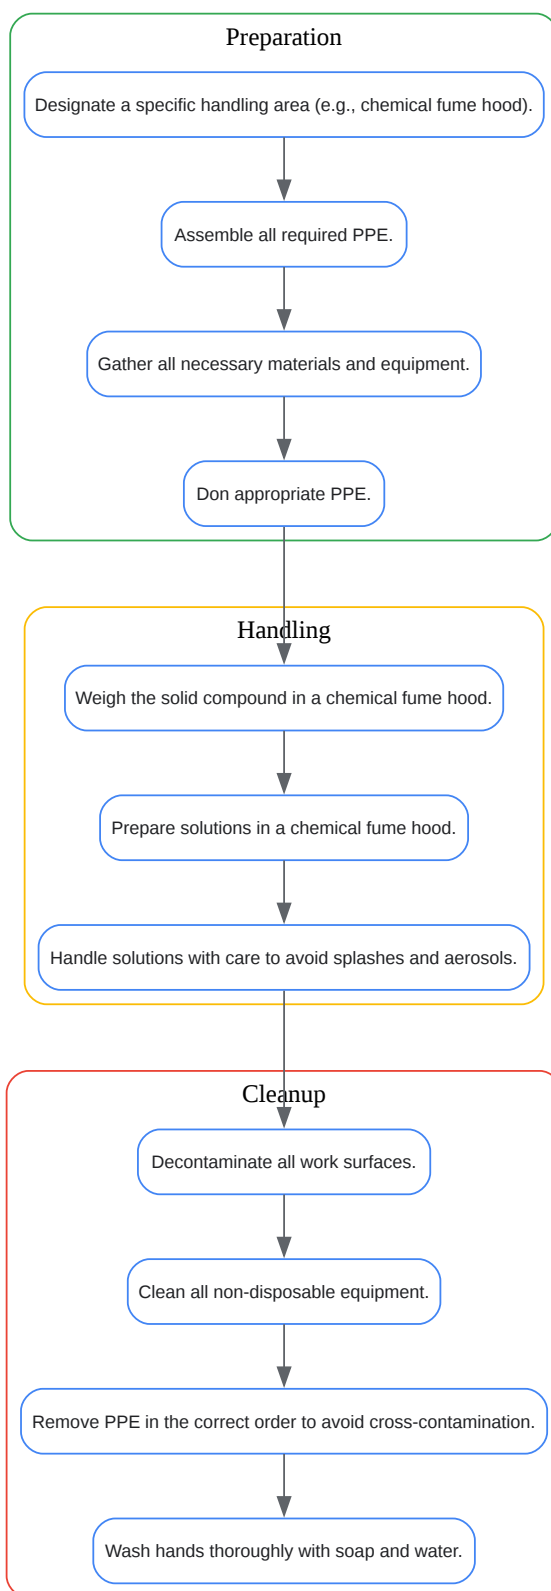 Preparation
Designate a specific handling area (e.g., chemical fume hood).
Assemble all required PPE.
Gather all necessary materials and equipment.
Don appropriate PPE.
Handling
Weigh the solid compound in a chemical fume hood.
Prepare solutions in a chemical fume hood.
Handle solutions with care to avoid splashes and aerosols.
Cleanup
Decontaminate all work surfaces.
Clean all non-disposable equipment.
Remove PPE in the correct order to avoid cross-contamination.
Wash hands thoroughly with soap and water.